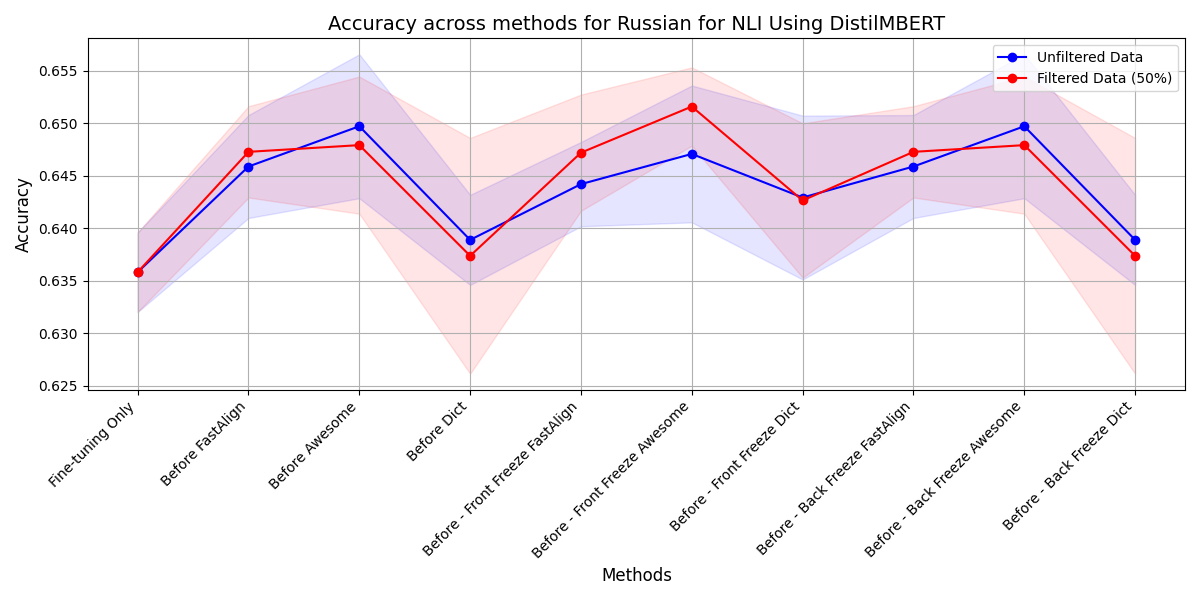 Accuracy across methods for Russian for NLI Using DistilMBERT
Unfiltered Data
Filtered Data (50%)
Accuracy
0.655
0.650
0.645
0.640
0.635
0.630
0.625
Fine-tuning Only
Before FastAlign
Before Awesome
Before Dict
Before - Front Freeze FastAlign
Before - Front Freeze Awesome
Before - Front Freeze Dict
Before - Back Freeze FastAlign
Before - Back Freeze Awesome
Before - Back Freeze Dict
Methods